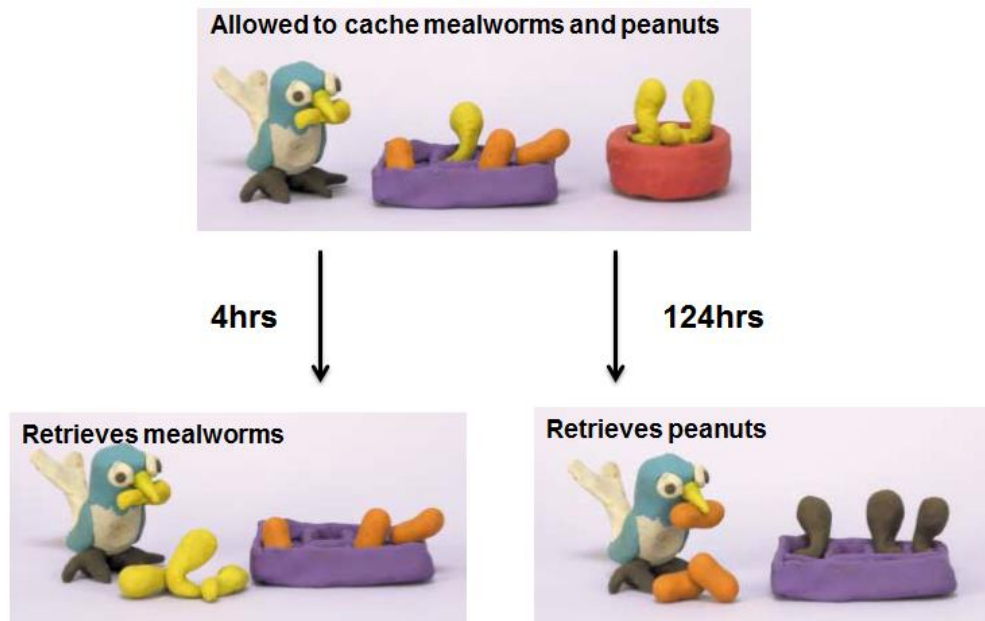 Allowed to cache mealworms and peanuts
4hrs
124hrs
Retrieves mealworms
Retrieves peanuts